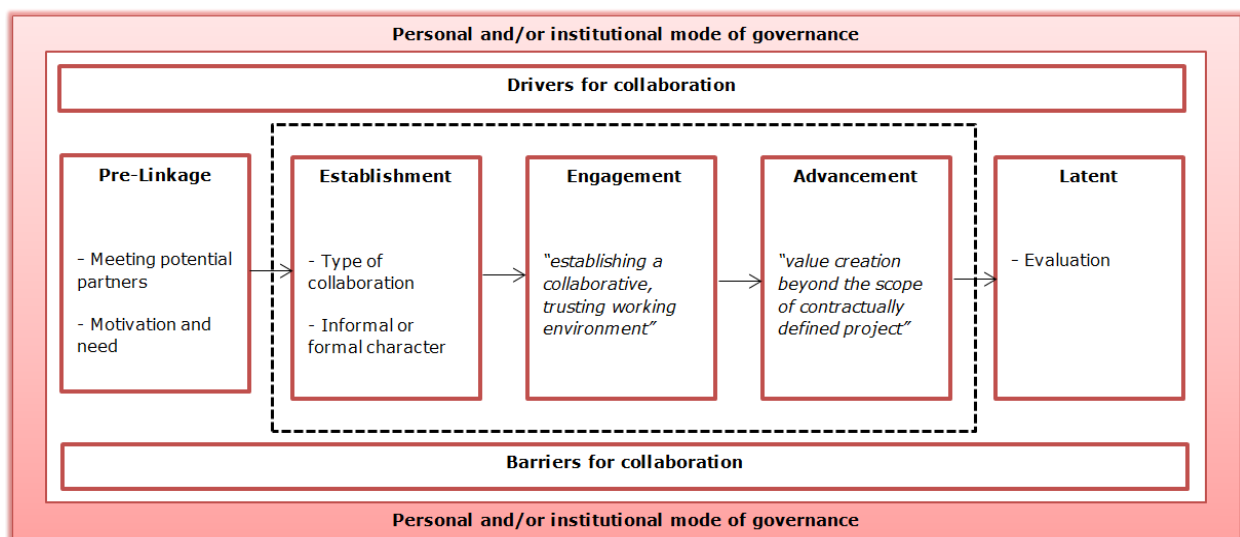 Personal and/or institutional mode of governance
Drivers for collaboration
Pre-Linkage
- Meeting potential
partners
- Motivation and
need
Establishment
- Type of
collaboration
- Informal or
formal character
Engagement
“establishing a
collaborative,
trusting working
environment”
Advancement
“value creation
beyond the scope
of contractually
defined project”
Latent
- Evaluation
Barriers for collaboration
Personal and/or institutional mode of governance